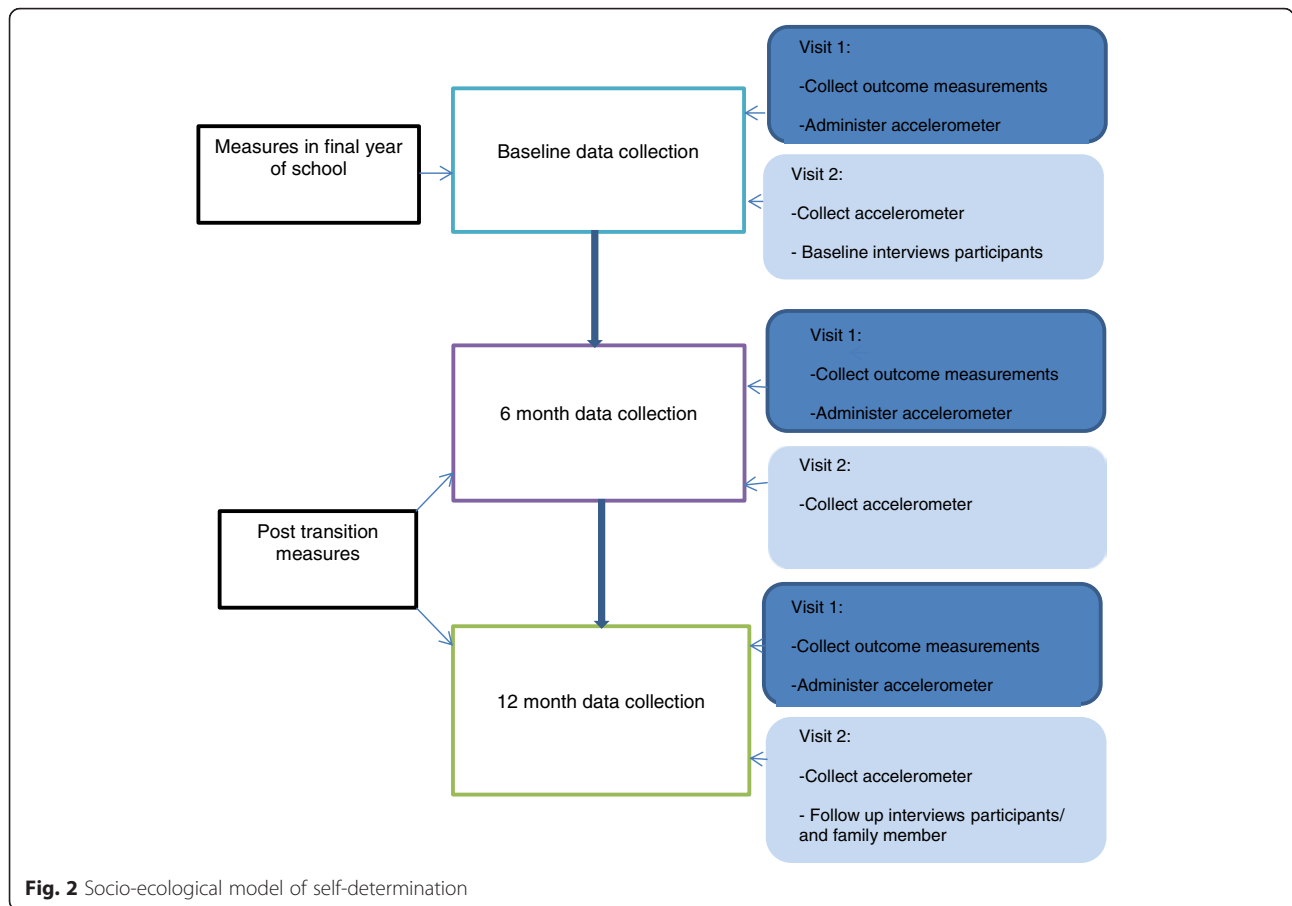 Measures in final year
of school
Baseline data collection
Visit 1:
-Collect outcome measurements
-Administer accelerometer
Visit 2:
-Collect accelerometer
- Baseline interviews participants
6 month data collection
Visit 1:
-Collect outcome measurements
-Administer accelerometer
Visit 2:
-Collect accelerometer
Post transition
measures
12 month data collection
Visit 1:
-Collect outcome measurements
-Administer accelerometer
Visit 2:
-Collect accelerometer
- Follow up interviews participants/
and family member
Fig. 2 Socio-ecological model of self-determination